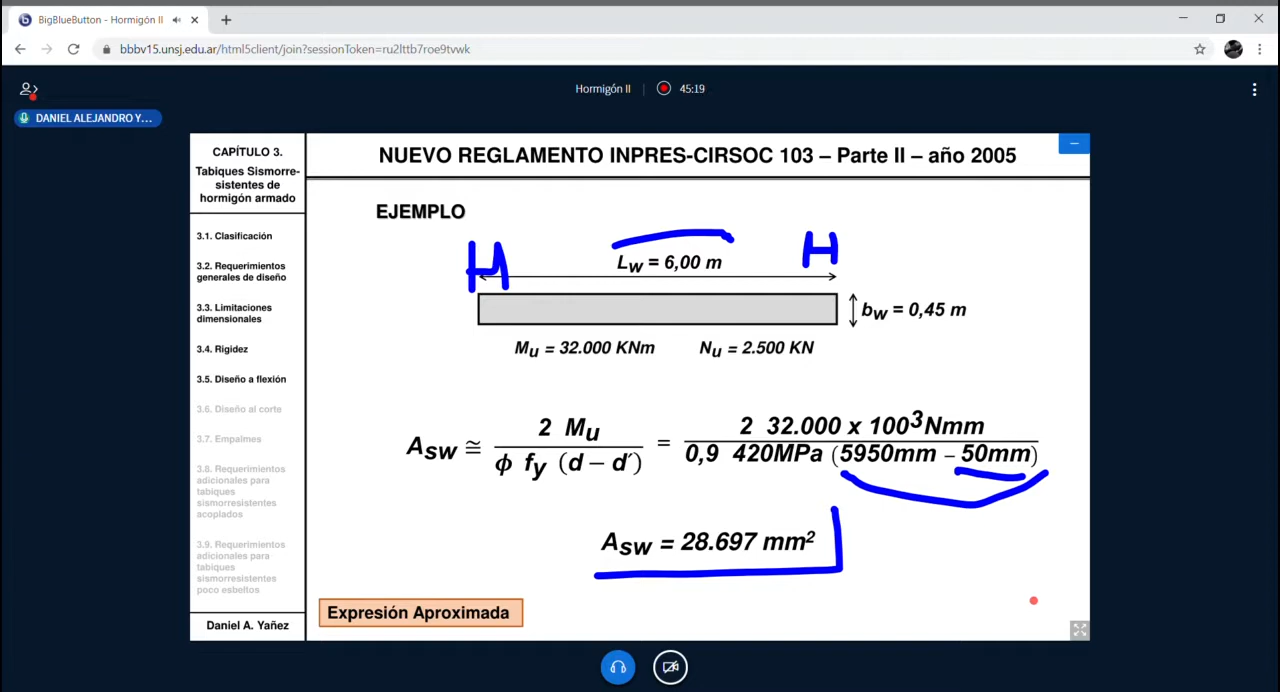 BigBlueButton - Hormigón II
bbbv15.unsj.edu.ar/html5client/join?sessionToken=ru2lttb7roe9tvwk
Hormigón II
45:19
DANIEL ALEJANDRO Y...
CAPÍTULO 3.
Tabiques Sismorre-
sistentes de
hormigón armado
3.1. Clasificación
3.2. Requerimientos
generales de diseño
3.3. Limitaciones
dimensionales
3.4. Rigidez
3.5. Diseño a flexión
3.6. Diseño al corte
3.7. Empalmes
3.8. Requerimientos
adicionales para
tabiques
sismorresistentes
acoplados
3.9. Requerimientos
adicionales para
tabiques
sismorresistentes
poco esbeltos
Daniel A. Yañez
NUEVO REGLAMENTO INPRES-CIRSOC 103 – Parte II – año 2005
EJEMPLO
Lw = 6,00 m
bw = 0,45 m
Mu = 32.000 KNm Nu = 2.500 KN
Asw ≅ 2 Mu / ϕ fy (d – d´) = 2 32.000 x 100³Nmm / 0,9 420MPa (5950mm – 50mm)
Asw = 28.697 mm²
Expresión Aproximada